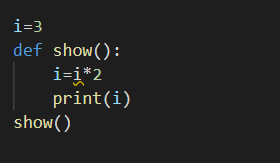 i=3
def show():
    i=i*2
    print(i)
show()